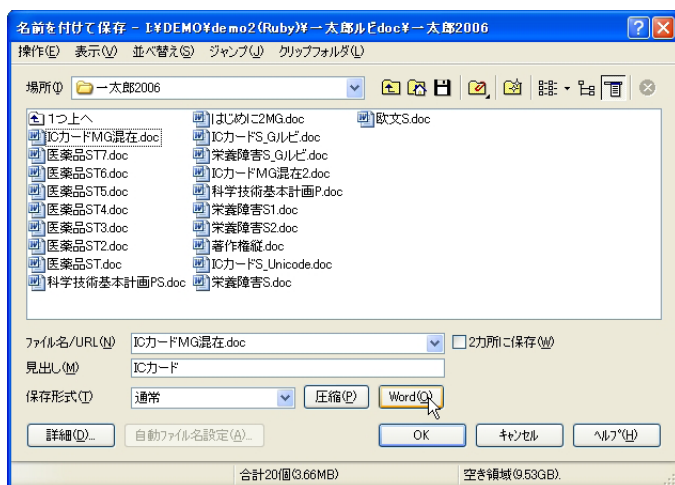 名前を付けて保存 - I:¥DEMO¥demo2(Ruby)¥一太郎ルビdoc¥一太郎2006
操作(E) 表示(V) 並べ替え(S) ジャンプ(J) クリップフォルダ(L)
場所(I) 一太郎2006
1つ上へ
ICカードMG混在.doc
医薬品ST7.doc
医薬品ST6.doc
医薬品ST5.doc
医薬品ST4.doc
医薬品ST3.doc
医薬品ST2.doc
医薬品ST.doc
科学技術基本計画PS.doc
はじめに2MG.doc
ICカードS_Gルビ.doc
栄養障害S_Gルビ.doc
ICカードMG混在2.doc
科学技術基本計画P.doc
栄養障害S1.doc
栄養障害S2.doc
著作権縦.doc
ICカードS_Unicode.doc
栄養障害S.doc
欧文S.doc
ファイル名/URL(N) ICカードMG混在.doc 2カ所に保存(W)
見出し(M) ICカード
保存形式(T) 通常 圧縮(P) Word(O)
詳細(D)... 自動ファイル名設定(A)... OK キャンセル ヘルプ(H)
合計20個(3.66MB) 空き領域(9.53GB).